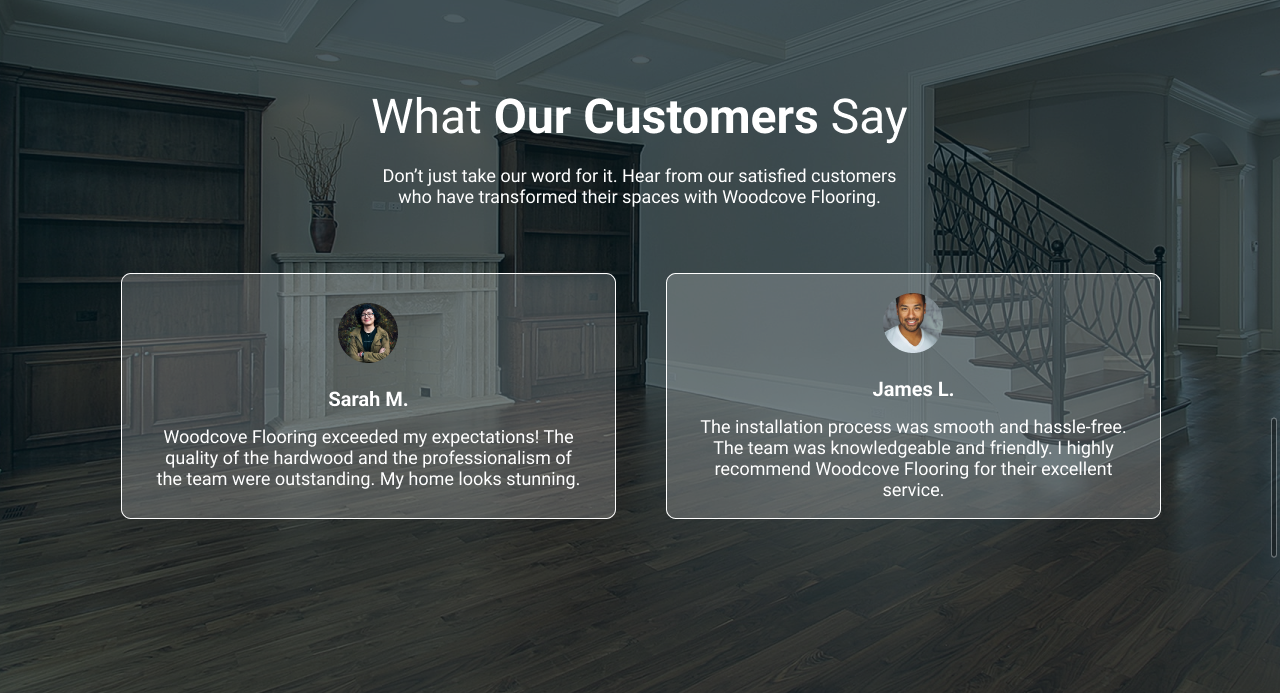 What Our Customers Say
Don’t just take our word for it. Hear from our satisfied customers
who have transformed their spaces with Woodcove Flooring.
Sarah M.
Woodcove Flooring exceeded my expectations! The
quality of the hardwood and the professionalism of
the team were outstanding. My home looks stunning.
James L.
The installation process was smooth and hassle-free.
The team was knowledgeable and friendly. I highly
recommend Woodcove Flooring for their excellent
service.